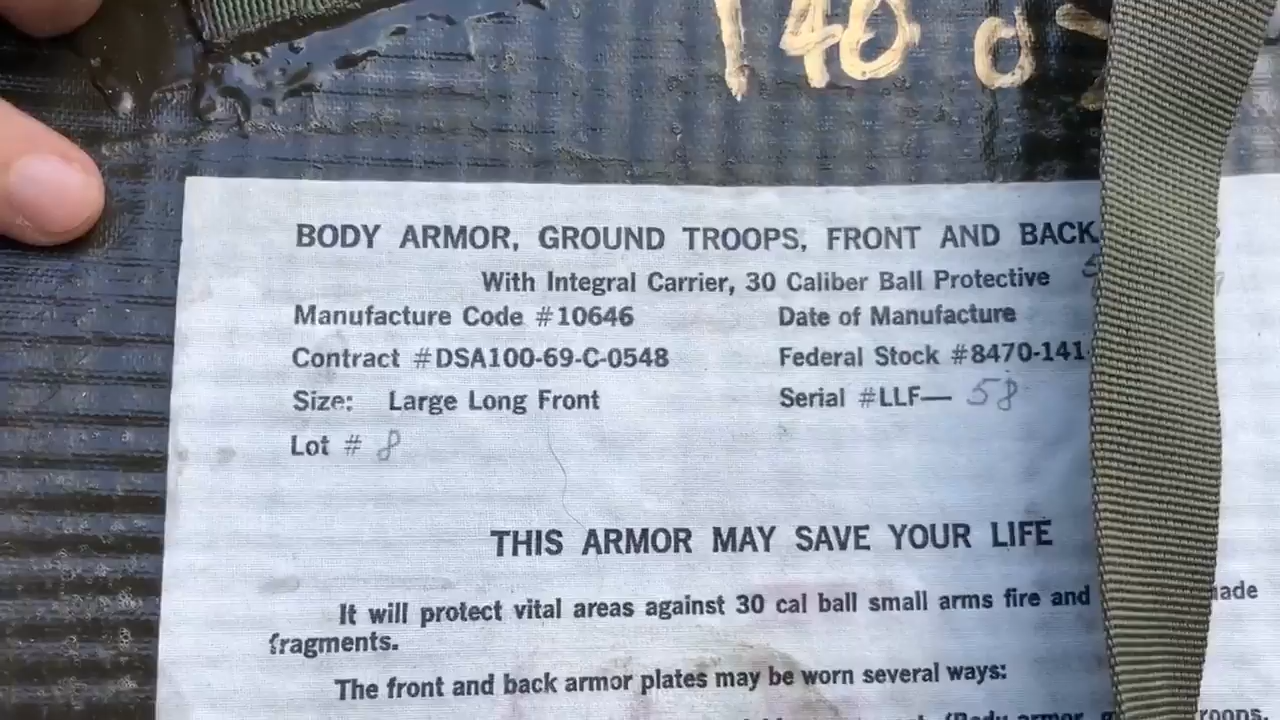 140
BODY ARMOR, GROUND TROOPS, FRONT AND BACK
With Integral Carrier, 30 Caliber Ball Protective
Manufacture Code #10646
Date of Manufacture
Contract #DSA100-69-C-0548
Federal Stock #8470-141
Size: Large Long Front
Serial #LLF— 58
Lot # 8
THIS ARMOR MAY SAVE YOUR LIFE
It will protect vital areas against 30 cal ball small arms fire and
fragments.
The front and back armor plates may be worn several ways: